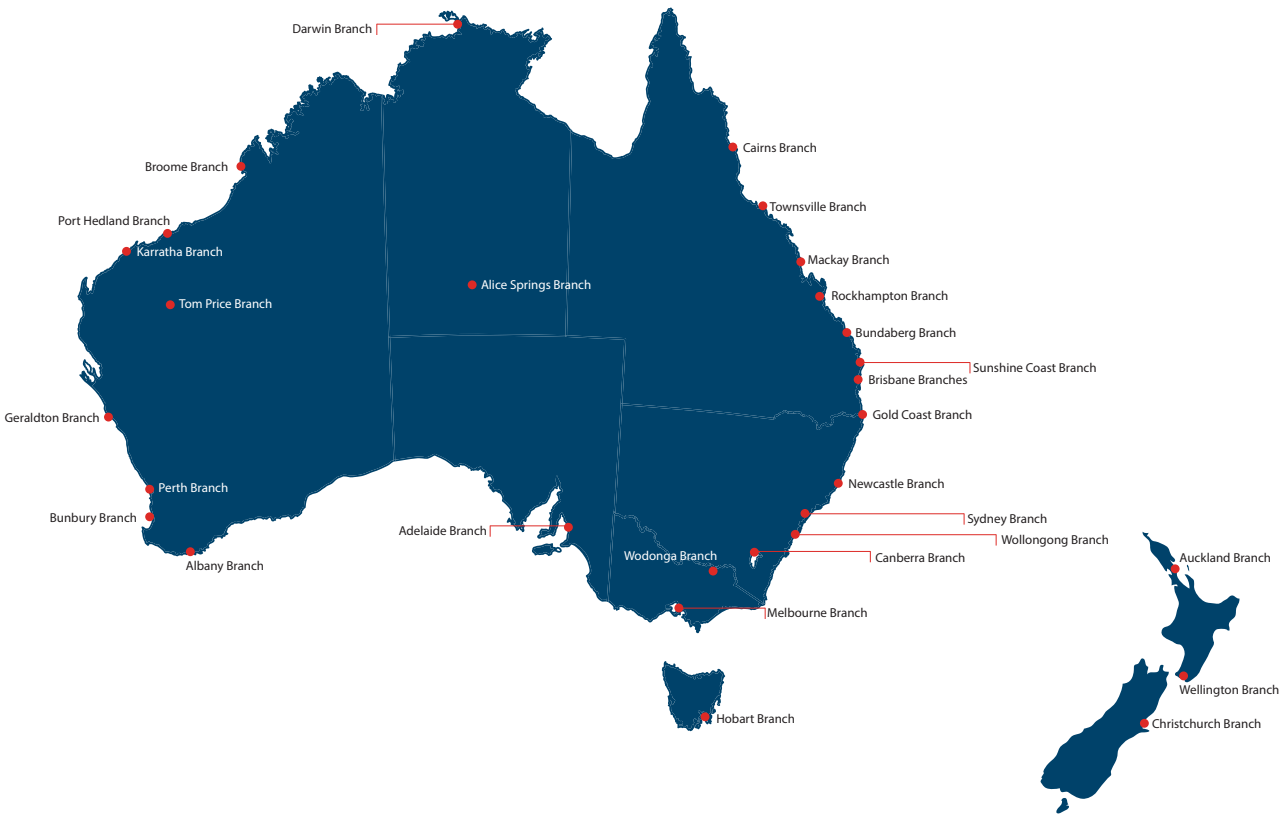 Darwin Branch
Cairns Branch
Broome Branch
Townsville Branch
Port Hedland Branch
Karratha Branch
Mackay Branch
Alice Springs Branch
Rockhampton Branch
Tom Price Branch
Bundaberg Branch
Sunshine Coast Branch
Brisbane Branches
Gold Coast Branch
Geraldton Branch
Newcastle Branch
Perth Branch
Bunbury Branch
Sydney Branch
Adelaide Branch
Wollongong Branch
Wodonga Branch
Canberra Branch
Auckland Branch
Albany Branch
Melbourne Branch
Wellington Branch
Hobart Branch
Christchurch Branch